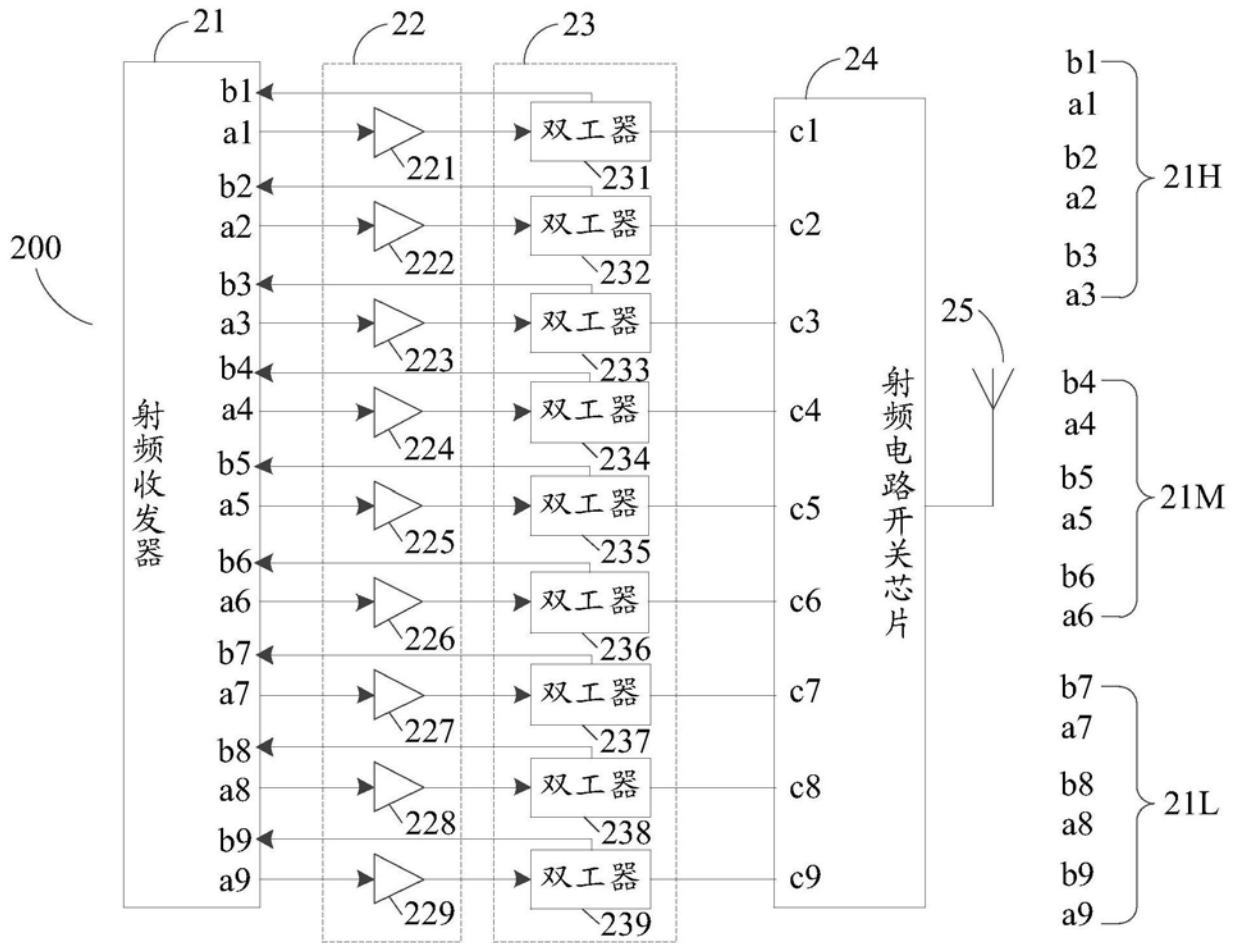 21
22
23
24
25
200
射频收发器
b1
a1
b2
a2
b3
a3
b4
a4
b5
a5
b6
a6
b7
a7
b8
a8
b9
a9
221
222
223
224
225
226
227
228
229
双工器
231
双工器
232
双工器
233
双工器
234
双工器
235
双工器
236
双工器
237
双工器
238
双工器
239
c1
c2
c3
c4
c5
c6
c7
c8
c9
射频电路开关芯片
b1
a1
b2
a2
b3
a3
21H
b4
a4
b5
a5
b6
a6
21M
b7
a7
b8
a8
b9
a9
21L